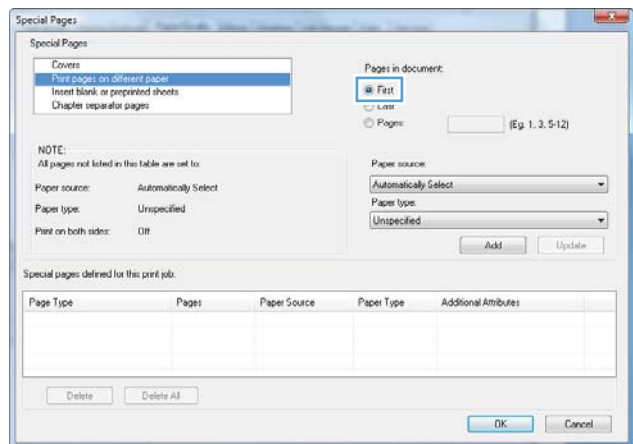 Special Pages
Special Pages
Covers
Print pages on different paper
Insert blank or preprinted sheets
Chapter separator pages
Pages in document:
First
Last
Pages: (Eg. 1, 3, 5-12)
NOTE:
All pages not listed in this table are set to:
Paper source: Automatically Select
Paper type: Unspecified
Print on both sides: Off
Paper source:
Automatically Select
Paper type:
Unspecified
Add Update
Special pages defined for this print job:
Page Type Pages Paper Source Paper Type Additional Attributes
Delete Delete All
OK Cancel